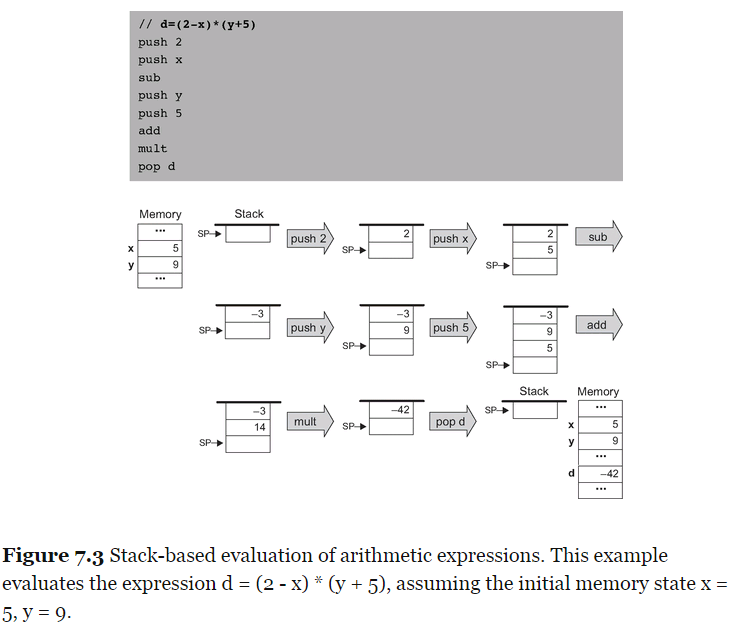 // d=(2-x)*(y+5)
push 2
push x
sub
push y
push 5
add
mult
pop d
Memory
Stack
...
x 5
y 9
...
SP
push 2
SP
2
push x
SP
2
5
sub
SP
–3
push y
SP
–3
9
push 5
SP
–3
9
5
add
SP
–3
14
mult
SP
–42
pop d
Stack
SP
Memory
...
x 5
y 9
...
d –42
...
Figure 7.3 Stack-based evaluation of arithmetic expressions. This example
evaluates the expression d = (2 - x) * (y + 5), assuming the initial memory state x =
5, y = 9.